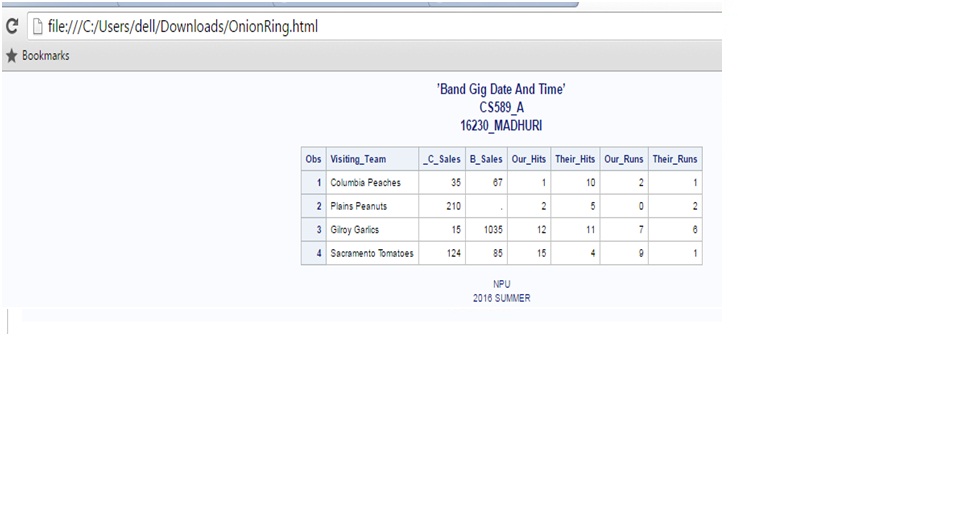 file:///C:/Users/dell/Downloads/OnionRing.html
Bookmarks
'Band Gig Date And Time'
CS589_A
16230_MADHURI
Obs Visiting_Team _C_Sales B_Sales Our_Hits Their_Hits Our_Runs Their_Runs
1 Columbia Peaches 35 67 1 10 2 1
2 Plains Peanuts 210 . 2 5 0 2
3 Gilroy Garlics 15 1035 12 11 7 6
4 Sacramento Tomatoes 124 85 15 4 9 1
NPU
2016 SUMMER